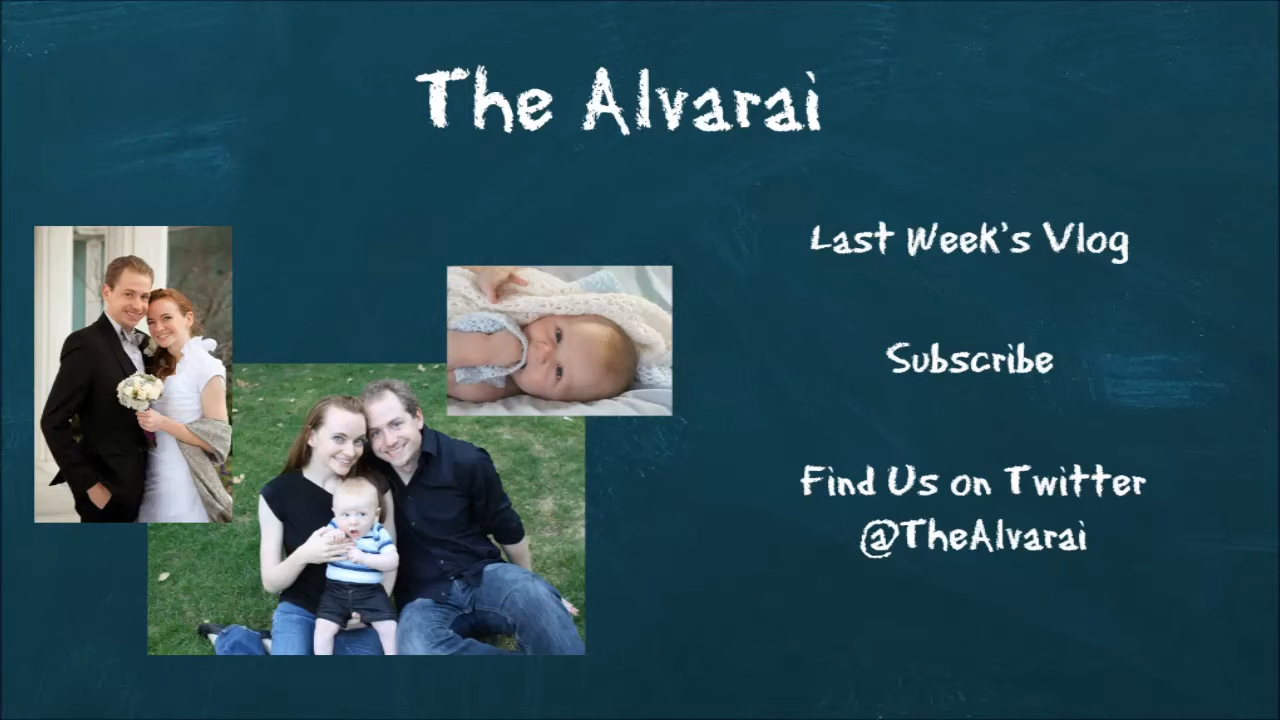 The Alvarai
Last Week's Vlog
Subscribe
Find Us on Twitter
@TheAlvarai